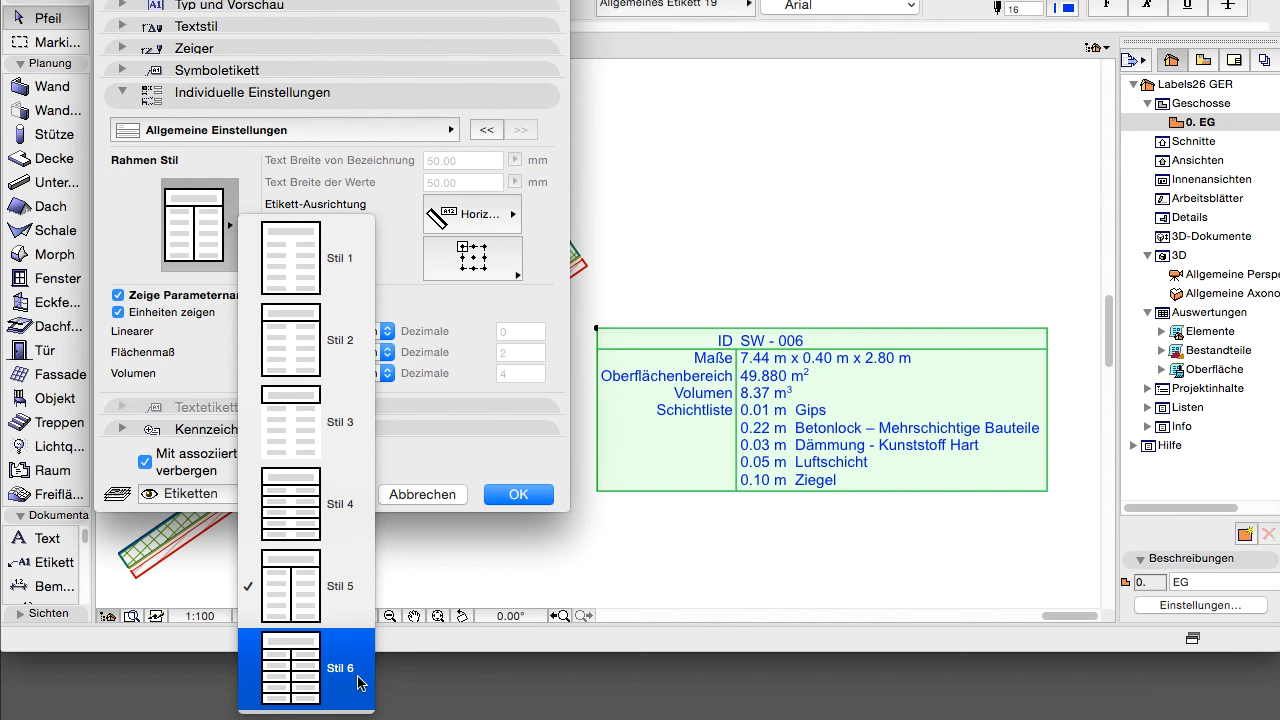 Pfeil
Marki...
Planung
Wand
Wand...
Stütze
Decke
Unter...
Dach
Schale
Morph
Fenster
Eckfe...
Dachf...
Tür
Fassade
Objekt
Treppen
Lichtq...
Raum
Freiflä...
Dokumenta
Text
A1 Etikett
Bem...
Sichten
Typ und Vorschau
Textstil
Zeiger
Symboletikett
Individuelle Einstellungen
Allgemeine Einstellungen
<<
>>
Rahmen Stil
Text Breite von Bezeichnung
50.00
mm
Text Breite der Werte
50.00
mm
Etikett-Ausrichtung
Horiz...
Stil 1
Stil 2
Stil 3
Stil 4
Stil 5
Stil 6
Zeige Parameternar
Einheiten zeigen
Linearer
Dezimale
0
Flächenmaß
Dezimale
2
Volumen
Dezimale
4
Textetikett
Kennzeich
Mit assoziiert
verbergen
Etiketten
Abbrechen
OK
1:100
0.00°
Allgemeines Etikett 19
Arial
16
ID SW - 006
Maße 7.44 m x 0.40 m x 2.80 m
Oberflächenbereich 49.880 m²
Volumen 8.37 m³
Schichtliste 0.01 m Gips
0.22 m Betonlock – Mehrschichtige Bauteile
0.03 m Dämmung - Kunststoff Hart
0.05 m Luftschicht
0.10 m Ziegel
Labels26 GER
Geschosse
0. EG
Schnitte
Ansichten
Innenansichten
Arbeitsblätter
Details
3D-Dokumente
3D
Allgemeine Perspe
Allgemeine Axono
Auswertungen
Elemente
Bestandteile
Oberfläche
Projektinhalte
Listen
Info
Hilfe
Beschreibungen
0.
EG
Einstellungen...